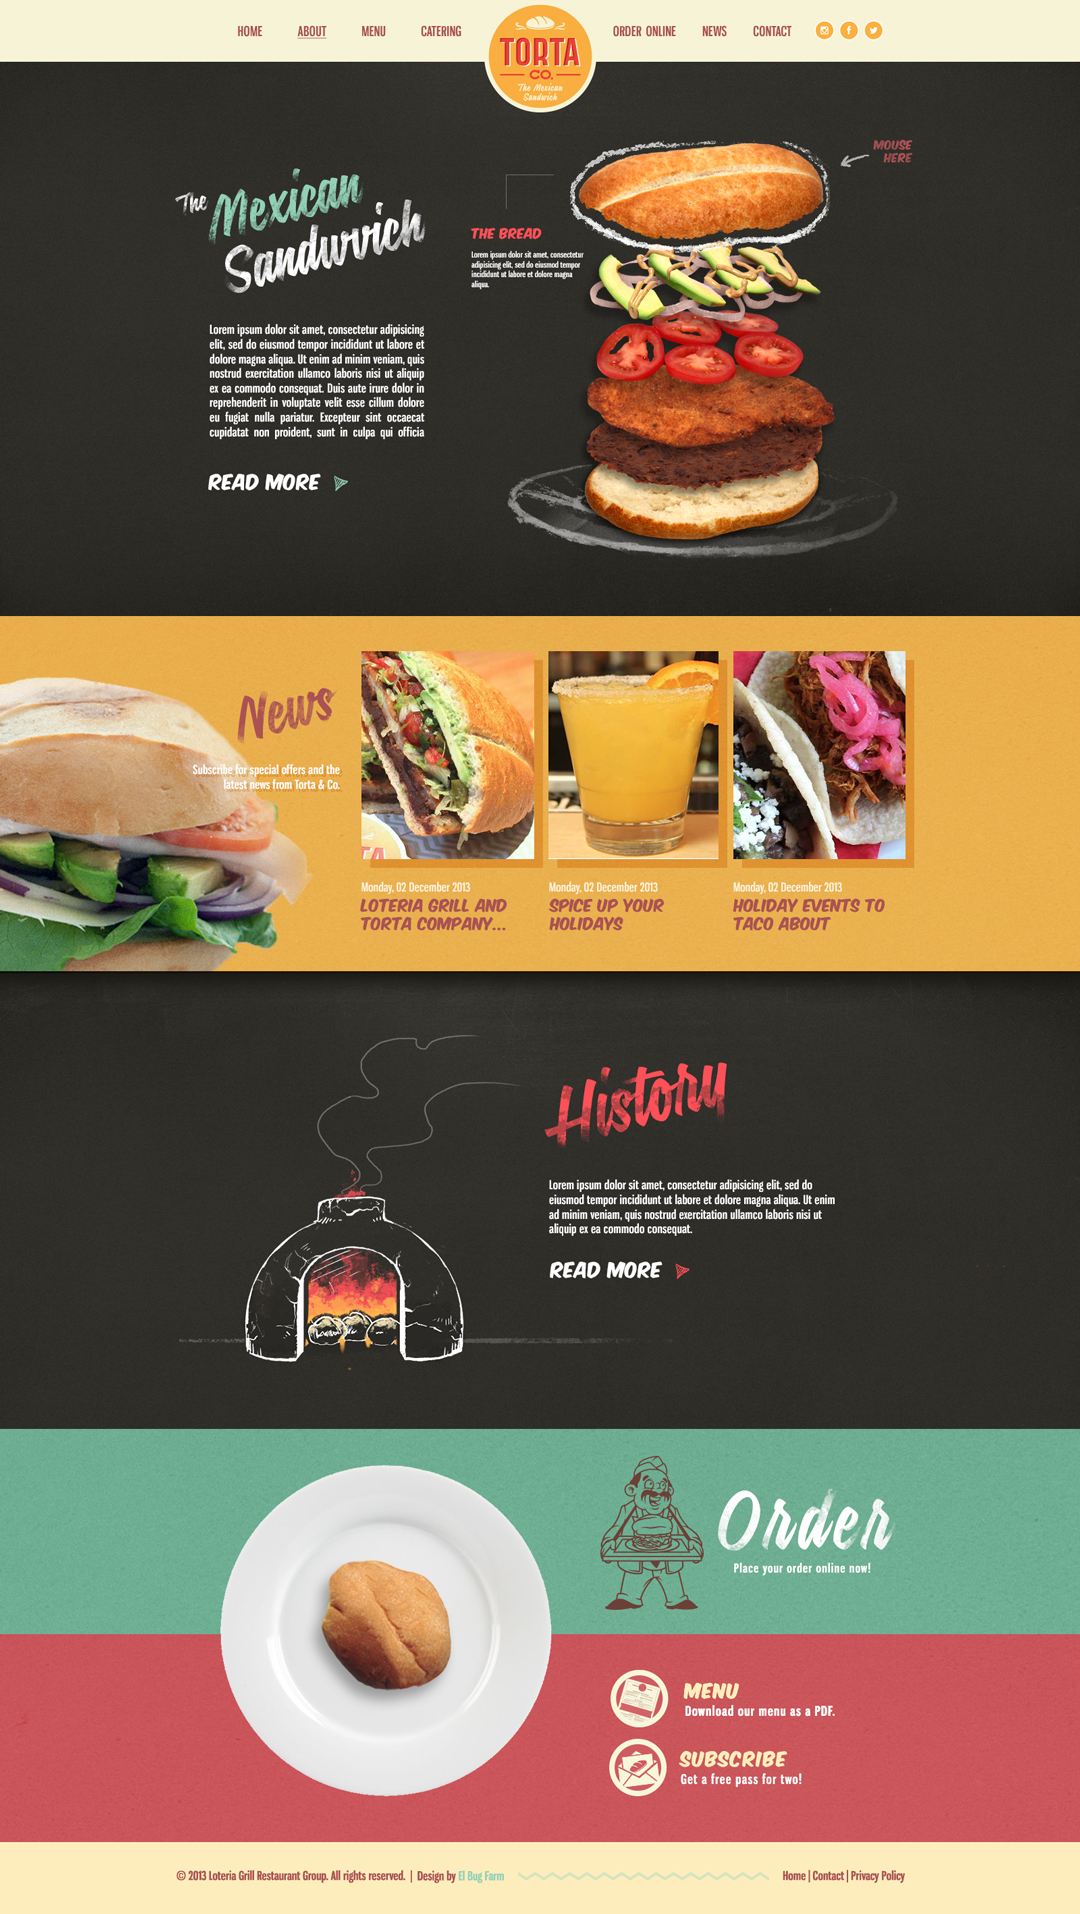 HOME ABOUT MENU CATERING ORDER ONLINE NEWS CONTACT
TORTA
CO.
The Mexican
Sandwich
MOUSE
HERE
The Mexican
Sandwvich
THE BREAD
Lorem ipsum dolor sit amet, consectetur
adipisicing elit, sed do eiusmod tempor
incididunt ut labore et dolore magna
aliqua.
Lorem ipsum dolor sit amet, consectetur adipisicing
elit, sed do eiusmod tempor incididunt ut labore et
dolore magna aliqua. Ut enim ad minim veniam, quis
nostrud exercitation ullamco laboris nisi ut aliquip
ex ea commodo consequat. Duis aute irure dolor in
reprehenderit in voluptate velit esse cillum dolore
eu fugiat nulla pariatur. Excepteur sint occaecat
cupidatat non proident, sunt in culpa qui officia
READ MORE
News
Subscribe for special offers and the
latest news from Torta & Co.
TA
Monday, 02 December 2013
LOTERIA GRILL AND
TORTA COMPANY...
Monday, 02 December 2013
SPICE UP YOUR
HOLIDAYS
Monday, 02 December 2013
HOLIDAY EVENTS TO
TACO ABOUT
History
Lorem ipsum dolor sit amet, consectetur adipisicing elit, sed do
eiusmod tempor incididunt ut labore et dolore magna aliqua. Ut enim
ad minim veniam, quis nostrud exercitation ullamco laboris nisi ut
aliquip ex ea commodo consequat.
READ MORE
Order
Place your order online now!
MENU
Download our menu as a PDF.
SUBSCRIBE
Get a free pass for two!
© 2013 Loteria Grill Restaurant Group. All rights reserved. | Design by El Bug Farm
Home | Contact | Privacy Policy